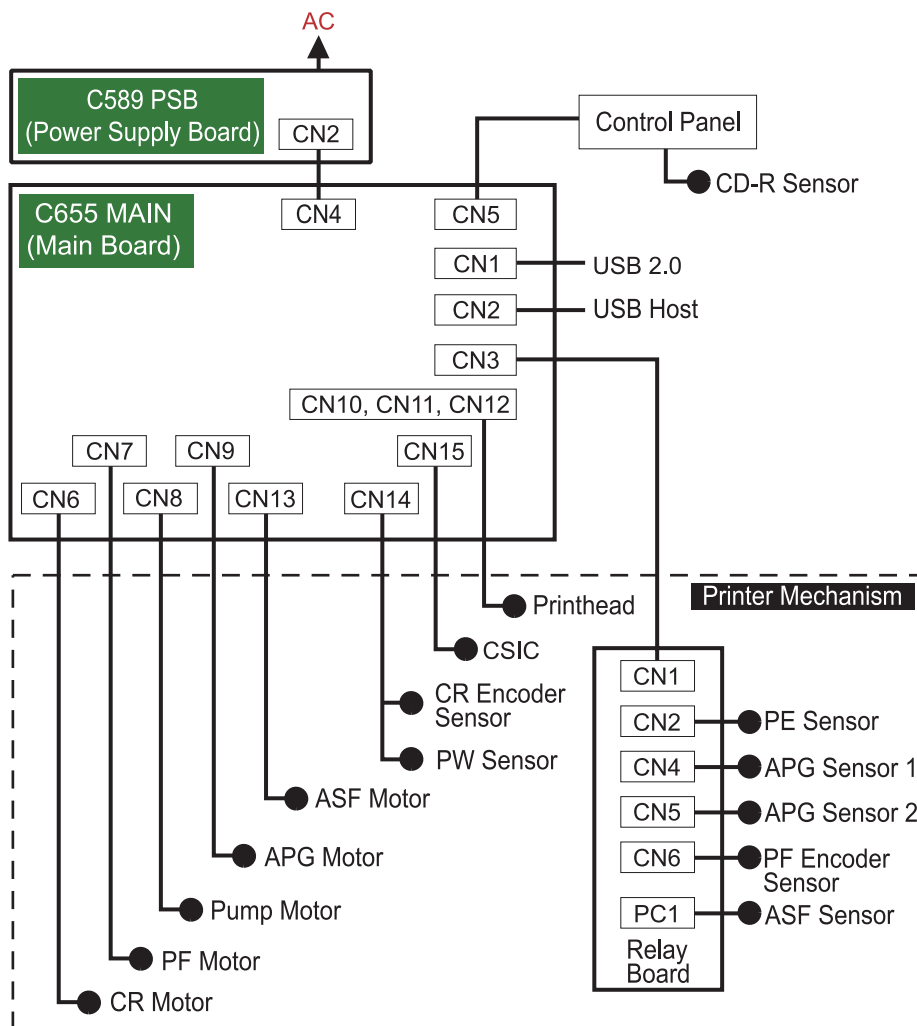 AC
C589 PSB
(Power Supply Board)
CN2
Control Panel
CD-R Sensor
C655 MAIN
(Main Board)
CN4
CN5
CN1
USB 2.0
CN2
USB Host
CN3
CN10, CN11, CN12
CN7
CN9
CN15
CN6
CN8
CN13
CN14
Printer Mechanism
Printhead
CSIC
CR Encoder
Sensor
PW Sensor
ASF Motor
APG Motor
Pump Motor
PF Motor
CR Motor
CN1
CN2
PE Sensor
CN4
APG Sensor 1
CN5
APG Sensor 2
CN6
PF Encoder
Sensor
PC1
ASF Sensor
Relay
Board